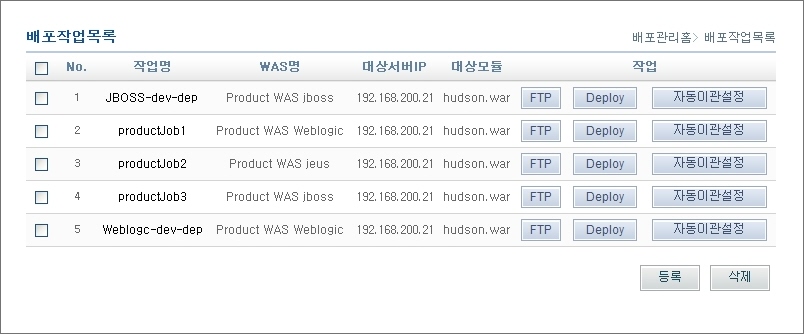 배포작업목록 배포관리홈> 배포작업목록
No. 작업명 WAS명 대상서버IP 대상모듈 작업
1 JBOSS-dev-dep Product WAS jboss 192.168.200.21 hudson.war FTP Deploy 자동이관설정
2 productJob1 Product WAS Weblogic 192.168.200.21 hudson.war FTP Deploy 자동이관설정
3 productJob2 Product WAS jeus 192.168.200.21 hudson.war FTP Deploy 자동이관설정
4 productJob3 Product WAS jboss 192.168.200.21 hudson.war FTP Deploy 자동이관설정
5 Weblogc-dev-dep Product WAS Weblogic 192.168.200.21 hudson.war FTP Deploy 자동이관설정
등록 삭제